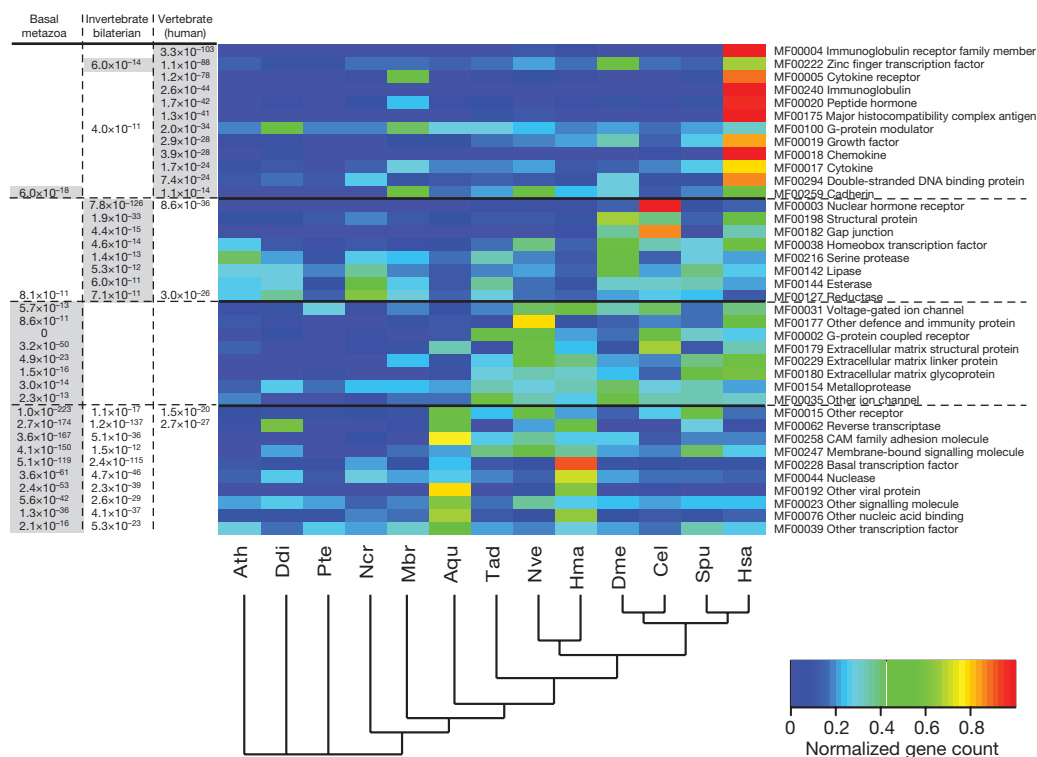 Basal metazoa
Invertebrate bilaterian
Vertebrate (human)
3.3×10⁻¹⁰³ MF00004 Immunoglobulin receptor family member
6.0×10⁻¹⁴ 1.1×10⁻⁸⁸ MF00222 Zinc finger transcription factor
1.2×10⁻⁷⁸ MF00005 Cytokine receptor
2.6×10⁻⁴⁴ MF00240 Immunoglobulin
1.7×10⁻⁴² MF00020 Peptide hormone
1.3×10⁻⁴¹ MF00175 Major histocompatibility complex antigen
4.0×10⁻¹¹ 2.0×10⁻³⁴ MF00100 G-protein modulator
2.9×10⁻²⁸ MF00019 Growth factor
3.9×10⁻²⁸ MF00018 Chemokine
1.7×10⁻²⁴ MF00017 Cytokine
7.4×10⁻²⁴ MF00294 Double-stranded DNA binding protein
6.0×10⁻¹⁸ 1.1×10⁻¹⁴ MF00259 Cadherin
7.8×10⁻¹²⁶ 8.6×10⁻³⁶ MF00003 Nuclear hormone receptor
1.9×10⁻³³ MF00198 Structural protein
4.4×10⁻¹⁵ MF00182 Gap junction
4.6×10⁻¹⁴ MF00038 Homeobox transcription factor
1.4×10⁻¹³ MF00216 Serine protease
5.3×10⁻¹² MF00142 Lipase
6.0×10⁻¹¹ MF00144 Esterase
8.1×10⁻¹¹ 7.1×10⁻¹¹ 3.0×10⁻²⁶ MF00127 Reductase
5.7×10⁻¹³ MF00031 Voltage-gated ion channel
8.6×10⁻¹¹ MF00177 Other defence and immunity protein
0 MF00002 G-protein coupled receptor
3.2×10⁻⁵⁰ MF00179 Extracellular matrix structural protein
4.9×10⁻²³ MF00229 Extracellular matrix linker protein
1.5×10⁻¹⁶ MF00180 Extracellular matrix glycoprotein
3.0×10⁻¹⁴ MF00154 Metalloprotease
2.3×10⁻¹³ MF00035 Other ion channel
1.0×10⁻²²³ 1.1×10⁻¹⁷ 1.5×10⁻²⁰ MF00015 Other receptor
2.7×10⁻¹⁷⁴ 1.2×10⁻¹³⁷ 2.7×10⁻²⁷ MF00062 Reverse transcriptase
3.6×10⁻¹⁶⁷ 5.1×10⁻³⁶ MF00258 CAM family adhesion molecule
4.1×10⁻¹⁵⁰ 1.5×10⁻¹² MF00247 Membrane-bound signalling molecule
5.1×10⁻¹¹⁹ 2.4×10⁻¹¹⁵ MF00228 Basal transcription factor
3.6×10⁻⁶¹ 4.7×10⁻⁴⁶ MF00044 Nuclease
2.4×10⁻⁵³ 2.3×10⁻³⁹ MF00192 Other viral protein
5.6×10⁻⁴² 2.6×10⁻²⁹ MF00023 Other signalling molecule
1.3×10⁻³⁶ 4.1×10⁻³⁷ MF00076 Other nucleic acid binding
2.1×10⁻¹⁶ 5.3×10⁻²³ MF00039 Other transcription factor
Ath Ddi Pte Ncr Mbr Aqu Tad Nve Hma Dme Cel Spu Hsa
0 0.2 0.4 0.6 0.8
Normalized gene count